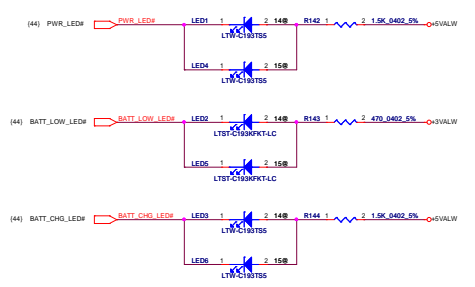 (44) PWR_LED# PWR_LED# LED1 1 2 14@ R142 1 2 1.5K_0402_5% +5VALW
LTW-C193TS5
LED4 1 2 15@
LTW-C193TS5
(44) BATT_LOW_LED# BATT_LOW_LED# LED2 1 2 14@ R143 1 2 470_0402_5% +3VALW
LTST-C193KFKT-LC
LED5 1 2 15@
LTST-C193KFKT-LC
(44) BATT_CHG_LED# BATT_CHG_LED# LED3 1 2 14@ R144 1 2 1.5K_0402_5% +5VALW
LTW-C193TS5
LED6 1 2 15@
LTW-C193TS5